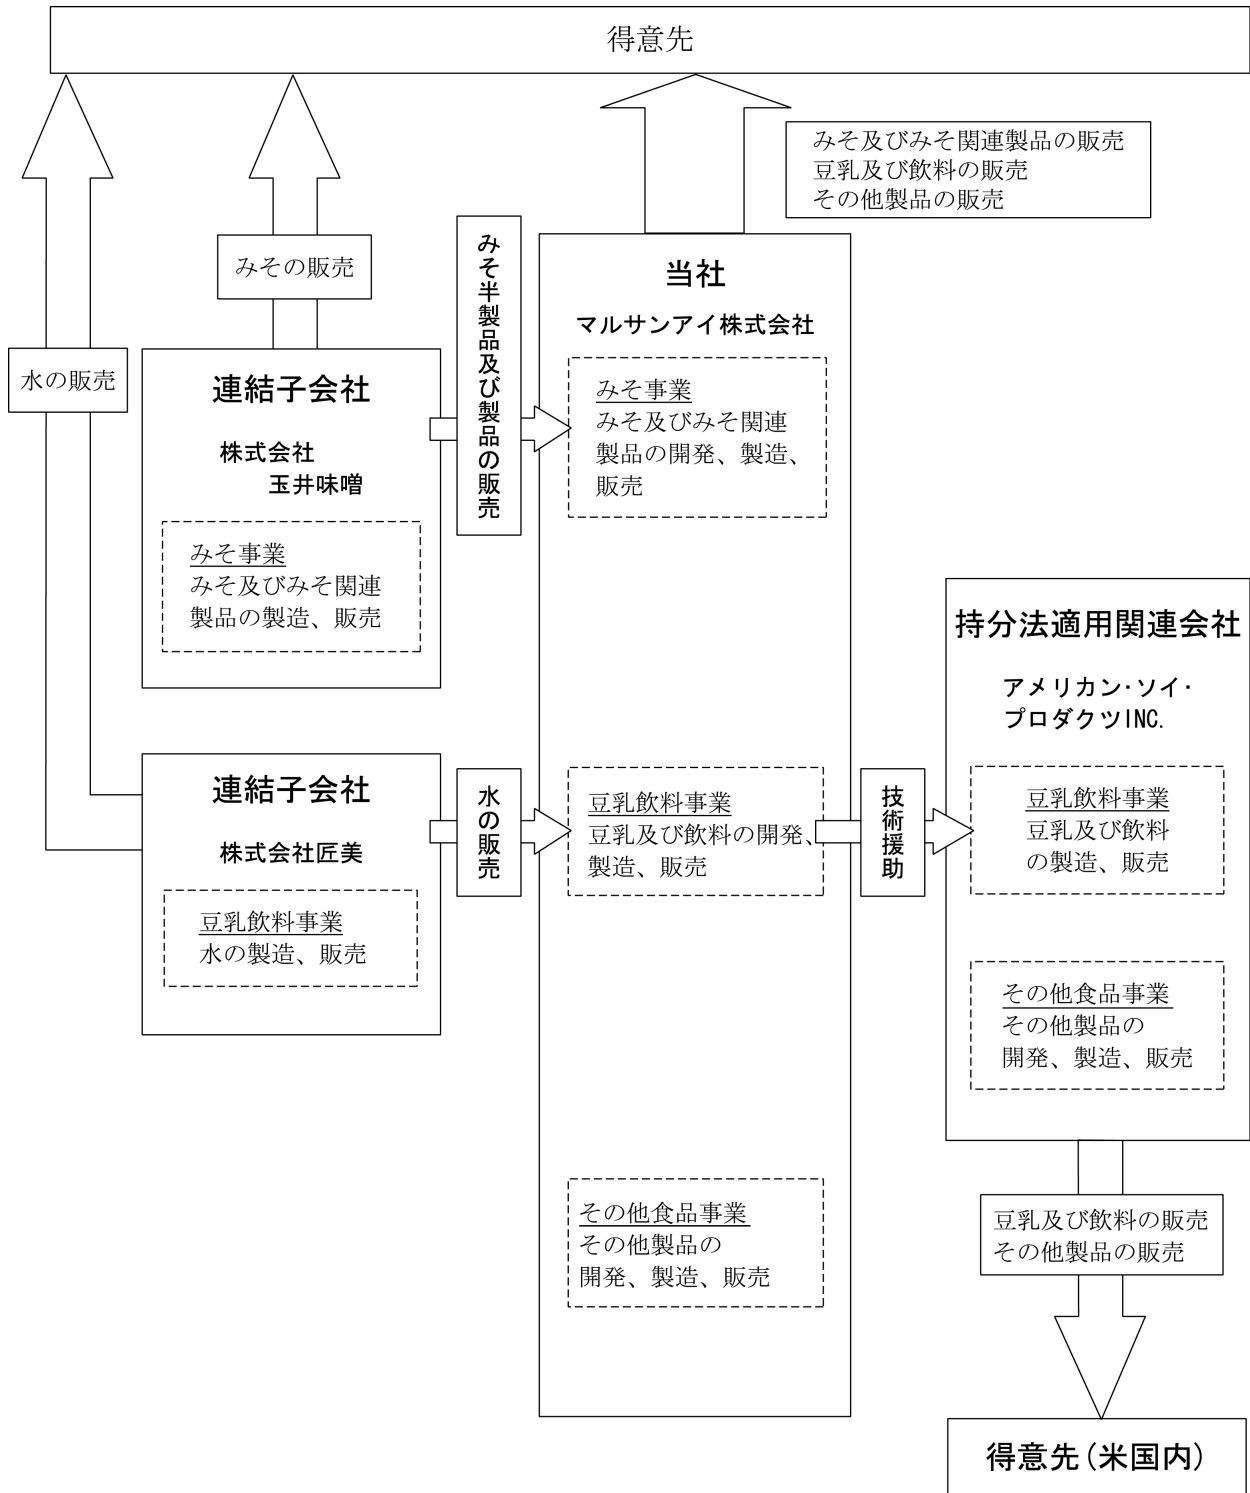 得意先
みそ及びみそ関連製品の販売
豆乳及び飲料の販売
その他製品の販売
みその販売
水の販売
連結子会社
株式会社
玉井味噌
みそ事業
みそ及びみそ関連
製品の製造、販売
みそ半製品及び製品の販売
当社
マルサンアイ株式会社
みそ事業
みそ及びみそ関連
製品の開発、製造、
販売
連結子会社
株式会社匠美
豆乳飲料事業
水の製造、販売
水の販売
豆乳飲料事業
豆乳及び飲料の開発、
製造、販売
その他食品事業
その他製品の
開発、製造、販売
技術援助
持分法適用関連会社
アメリカン・ソイ・
プロダクツINC.
豆乳飲料事業
豆乳及び飲料
の製造、販売
その他食品事業
その他製品の
開発、製造、販売
豆乳及び飲料の販売
その他製品の販売
得意先(米国内)